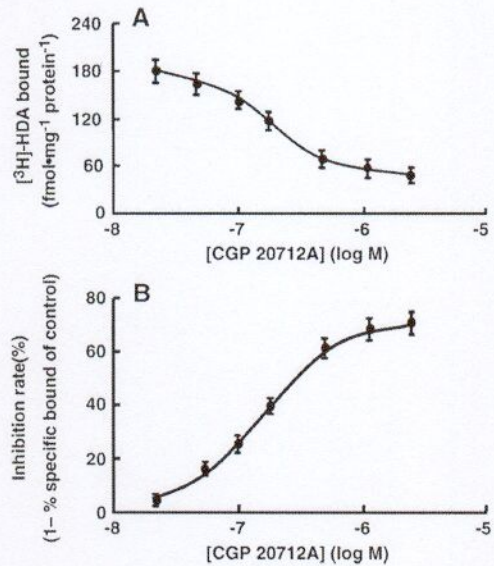 A
[³H]-HDA bound
(fmol•mg⁻¹ protein⁻¹)
240
180
120
60
0
-8
-7
-6
-5
[CGP 20712A] (log M)
B
Inhibition rate(%)
(1– % specific bound of control)
80
60
40
20
0
-8
-7
-6
-5
[CGP 20712A] (log M)